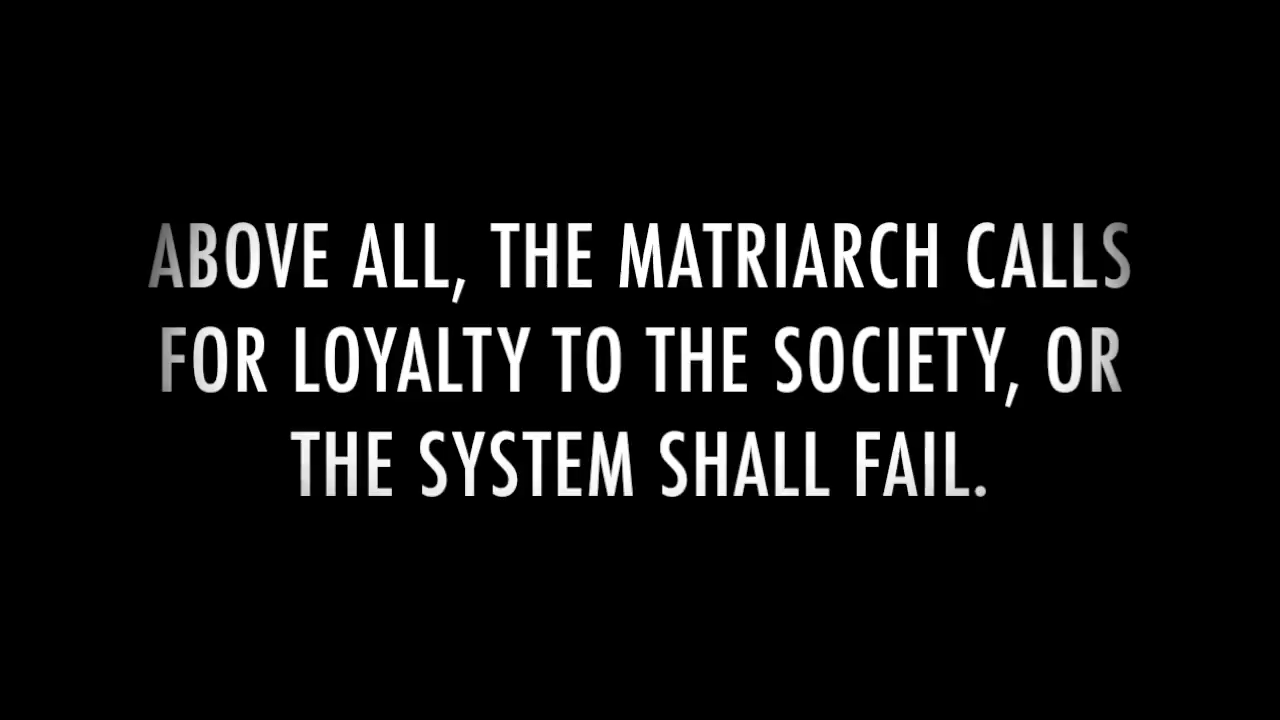 ABOVE ALL, THE MATRIARCH CALLS
FOR LOYALTY TO THE SOCIETY, OR
THE SYSTEM SHALL FAIL.